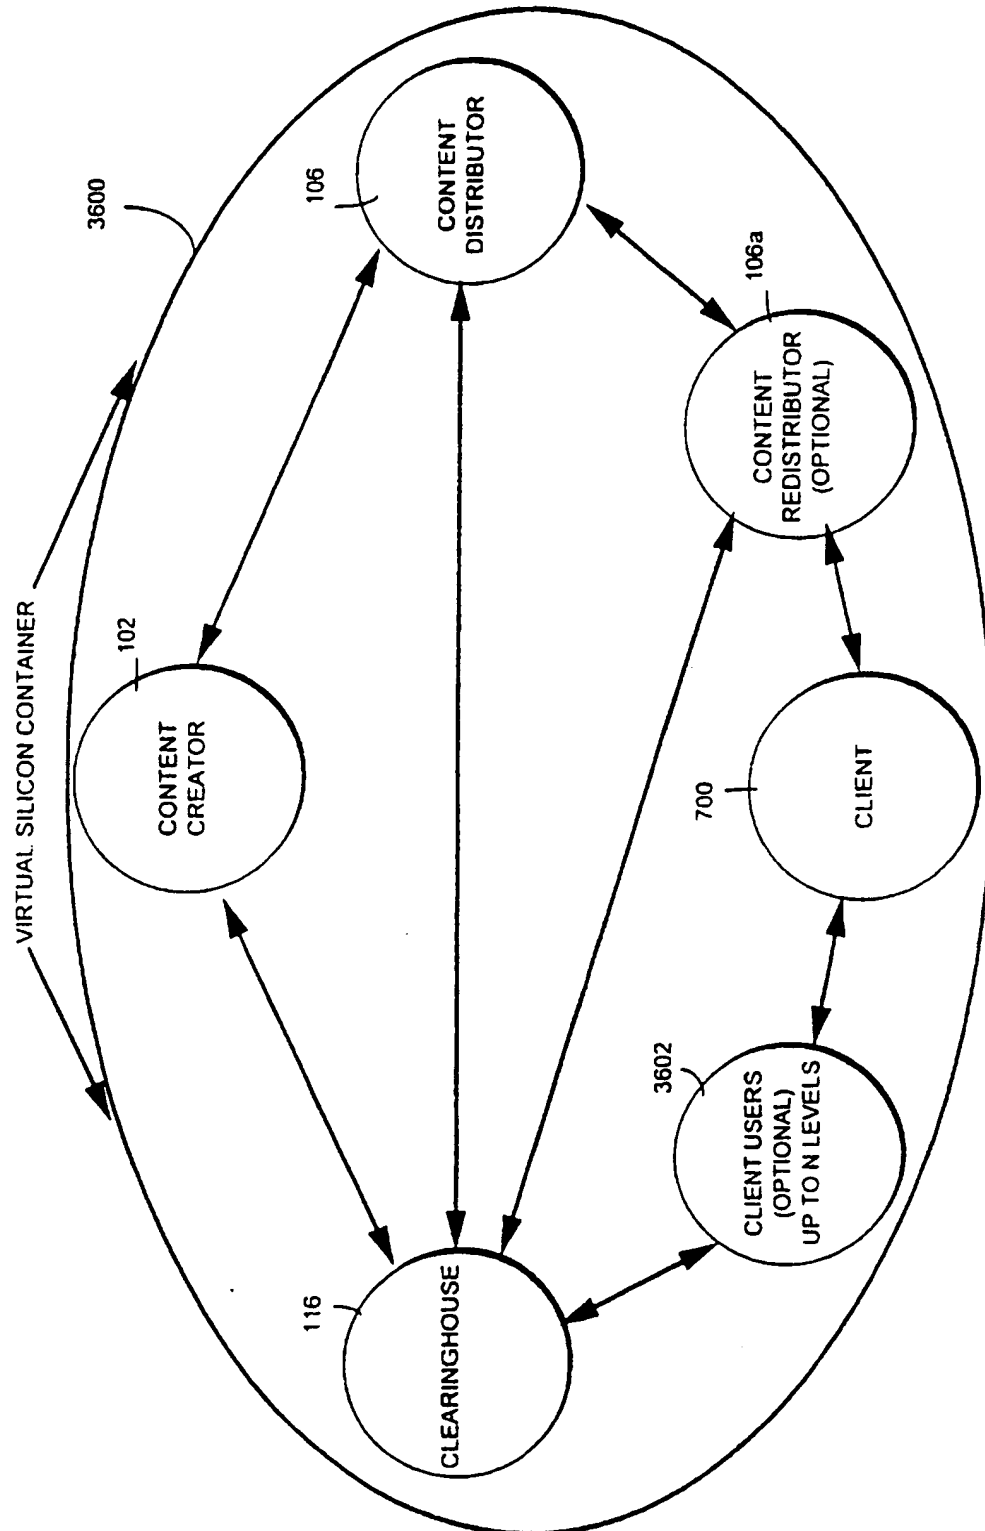 VIRTUAL SILICON CONTAINER
3600
102
CONTENT
CREATOR
116
CLEARINGHOUSE
106
CONTENT
DISTRIBUTOR
106a
CONTENT
REDISTRIBUTOR
(OPTIONAL)
3602
CLIENT USERS
(OPTIONAL)
UP TO N LEVELS
700
CLIENT